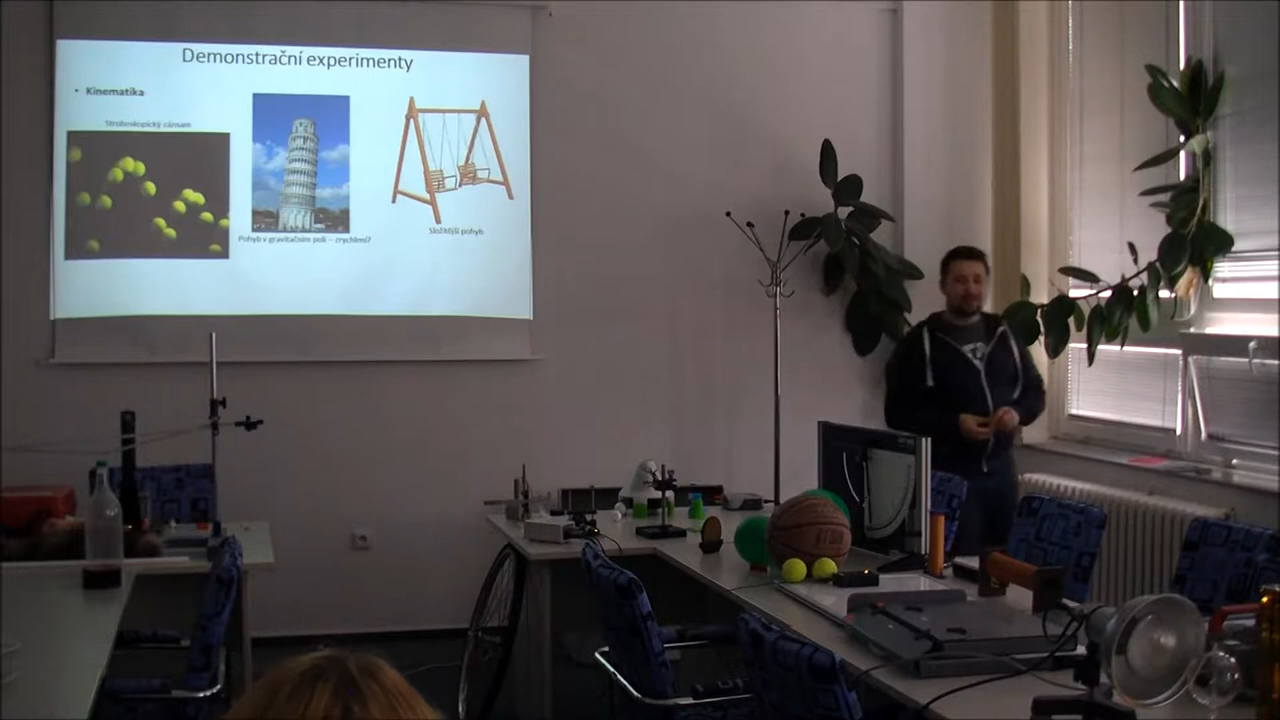 Demonstrační experimenty
• Kinematika
Stroboskopický záznam
Pohyb v gravitačním poli – zrychlení?
Složitější pohyb